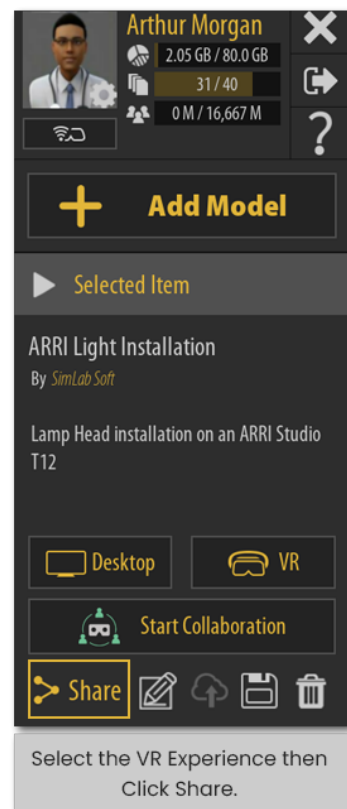 Arthur Morgan
2.05 GB / 80.0 GB
31 / 40
0 M / 16,667 M
?
Add Model
Selected Item
ARRI Light Installation
By SimLab Soft
Lamp Head installation on an ARRI Studio
T12
Desktop
VR
Start Collaboration
Share
Select the VR Experience then
Click Share.